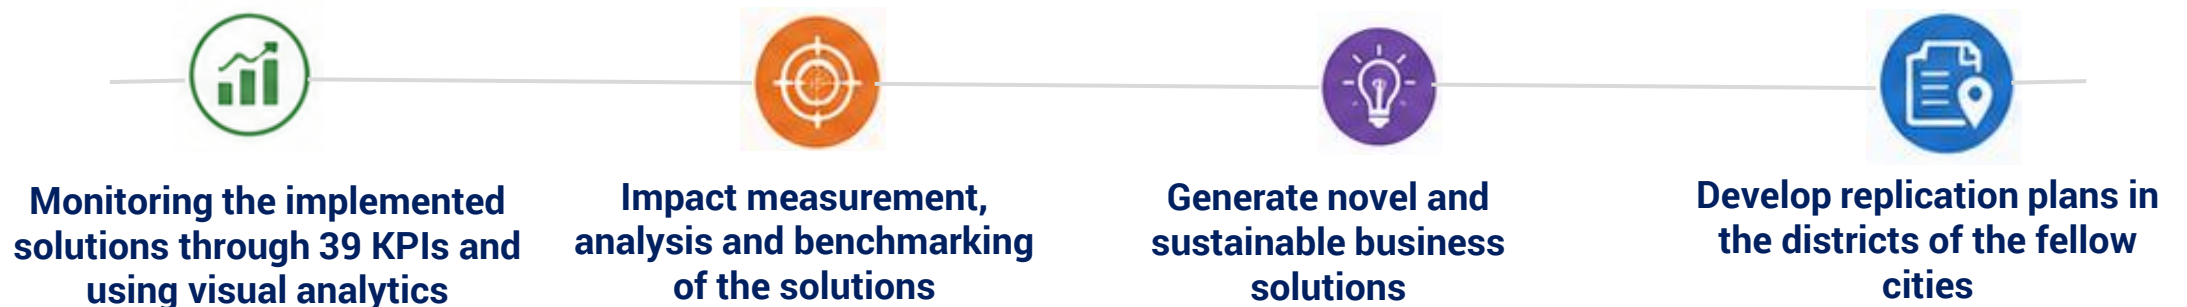 Monitoring the implemented
solutions through 39 KPIs and
using visual analytics
Impact measurement,
analysis and benchmarking
of the solutions
Generate novel and
sustainable business
solutions
Develop replication plans in
the districts of the fellow
cities